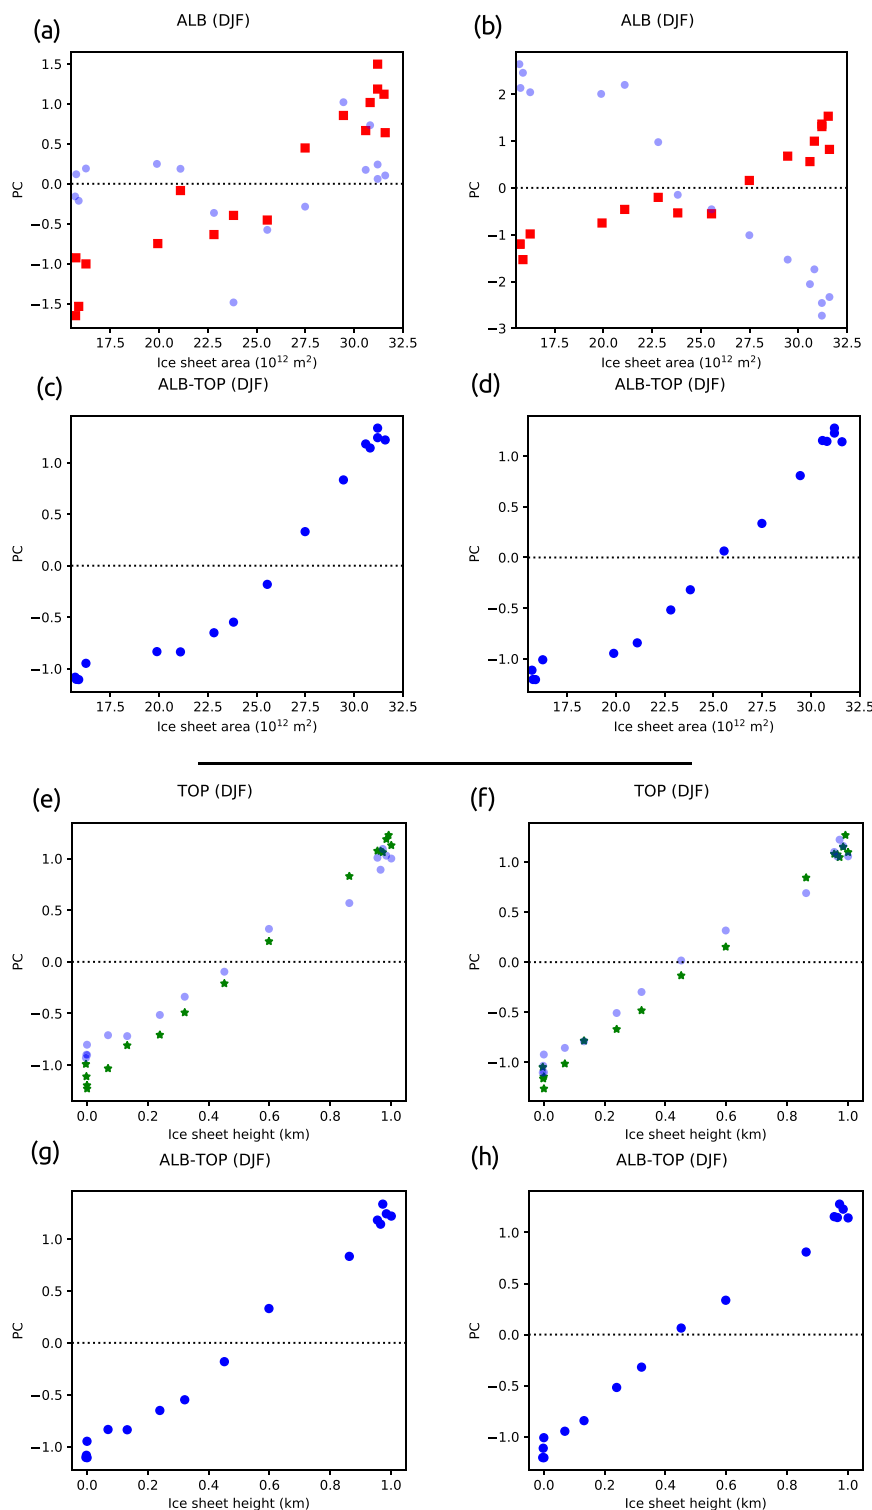 (a)
ALB (DJF)
1.5
1.0
0.5
0.0
−0.5
−1.0
−1.5
PC
17.5 20.0 22.5 25.0 27.5 30.0 32.5
Ice sheet area (10¹² m²)
(b)
ALB (DJF)
2
1
0
−1
−2
−3
PC
17.5 20.0 22.5 25.0 27.5 30.0 32.5
Ice sheet area (10¹² m²)
(c)
ALB-TOP (DJF)
1.0
0.5
0.0
−0.5
−1.0
PC
17.5 20.0 22.5 25.0 27.5 30.0 32.5
Ice sheet area (10¹² m²)
(d)
ALB-TOP (DJF)
1.0
0.5
0.0
−0.5
−1.0
PC
17.5 20.0 22.5 25.0 27.5 30.0 32.5
Ice sheet area (10¹² m²)
(e)
TOP (DJF)
1.0
0.5
0.0
−0.5
−1.0
PC
0.0 0.2 0.4 0.6 0.8 1.0
Ice sheet height (km)
(f)
TOP (DJF)
1.0
0.5
0.0
−0.5
−1.0
PC
0.0 0.2 0.4 0.6 0.8 1.0
Ice sheet height (km)
(g)
ALB-TOP (DJF)
1.0
0.5
0.0
−0.5
−1.0
PC
0.0 0.2 0.4 0.6 0.8 1.0
Ice sheet height (km)
(h)
ALB-TOP (DJF)
1.0
0.5
0.0
−0.5
−1.0
PC
0.0 0.2 0.4 0.6 0.8 1.0
Ice sheet height (km)